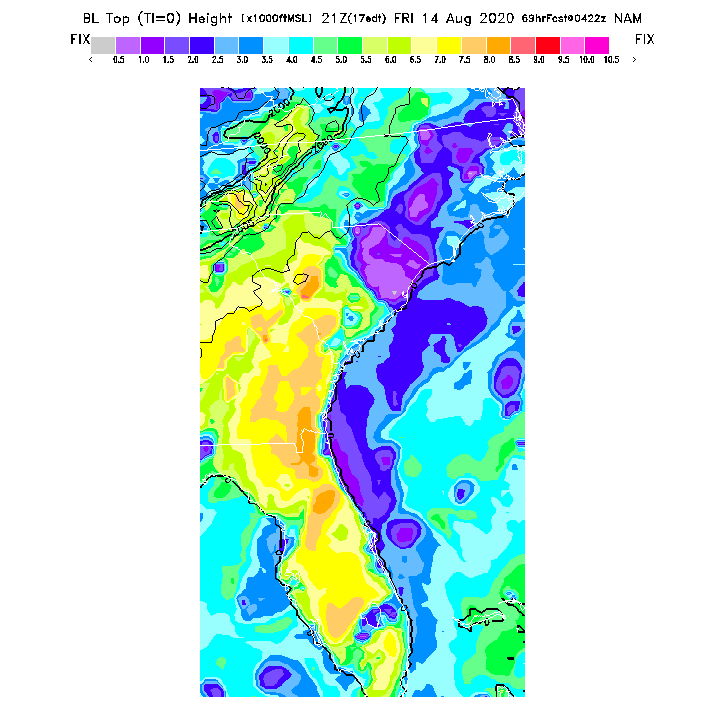 BL Top (TI=0) Height [x1000ftMSL] 21Z(17edt) FRI 14 Aug 2020 69hrFcst@0422z NAM
FIX FIX
< 0.5 1.0 1.5 2.0 2.5 3.0 3.5 4.0 4.5 5.0 5.5 6.0 6.5 7.0 7.5 8.0 8.5 9.0 9.5 10.0 10.5 >
2000
2000